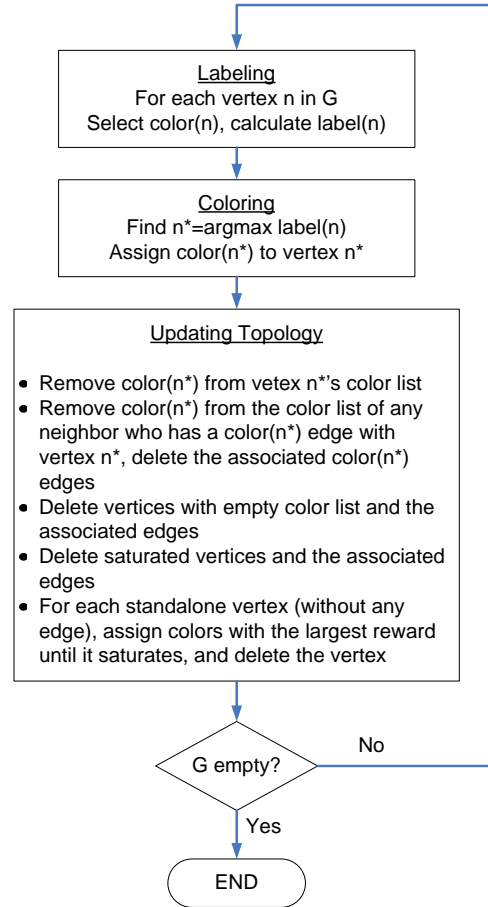 Labeling
For each vertex n in G
Select color(n), calculate label(n)
Coloring
Find n*=argmax label(n)
Assign color(n*) to vertex n*
Updating Topology
• Remove color(n*) from vetex n*'s color list
• Remove color(n*) from the color list of any
neighbor who has a color(n*) edge with
vertex n*, delete the associated color(n*)
edges
• Delete vertices with empty color list and the
associated edges
• Delete saturated vertices and the associated
edges
• For each standalone vertex (without any
edge), assign colors with the largest reward
until it saturates, and delete the vertex
G empty?
No
Yes
END